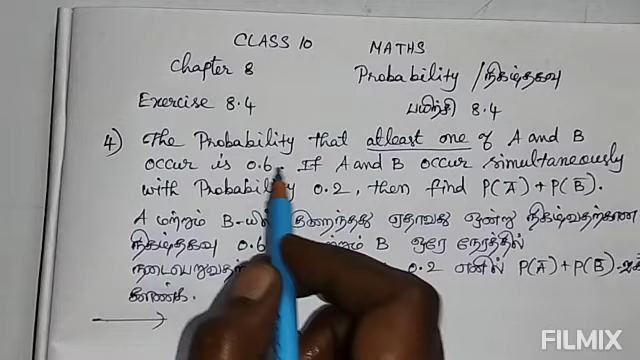 CLASS 10 MATHS
Chapter 8 Probability / நிகழ்தகவு
Exercise 8.4 பயிற்சி 8.4
4) The Probability that atleast one of A and B
occur is 0.6. If A and B occur simultaneously
with Probability 0.2, then find P(A̅) + P(B̅).
A மற்றும் B-யில் குறைந்தது ஏதாவது ஒன்று நிகழ்வதற்கான
நிகழ்தகவு 0.6 மற்றும் B ஒரே நேரத்தில்
0.2 எனில் P(A̅) + P(B̅)-ஐக்
காண்க.
FILMIX